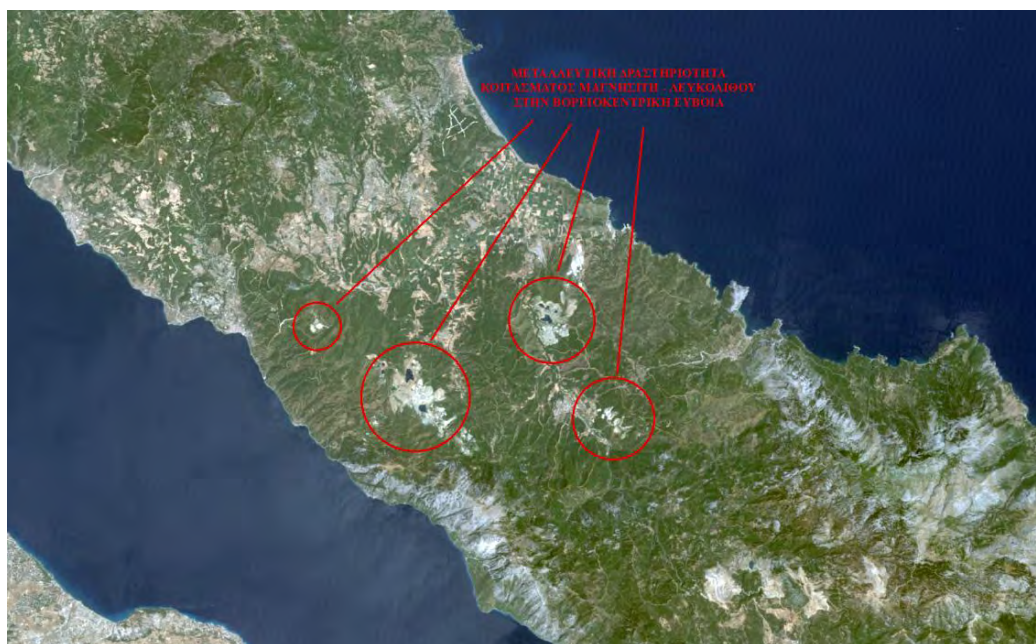 ΜΕΤΑΛΛΕΥΤΙΚΗ ΔΡΑΣΤΗΡΙΟΤΗΤΑ
ΚΟΙΤΑΣΜΑΤΟΣ ΜΑΓΝΗΣΙΤΗ - ΛΕΥΚΟΛΙΘΟΥ
ΣΤΗΝ ΒΟΡΕΙΟΚΕΝΤΡΙΚΗ ΕΥΒΟΙΑ